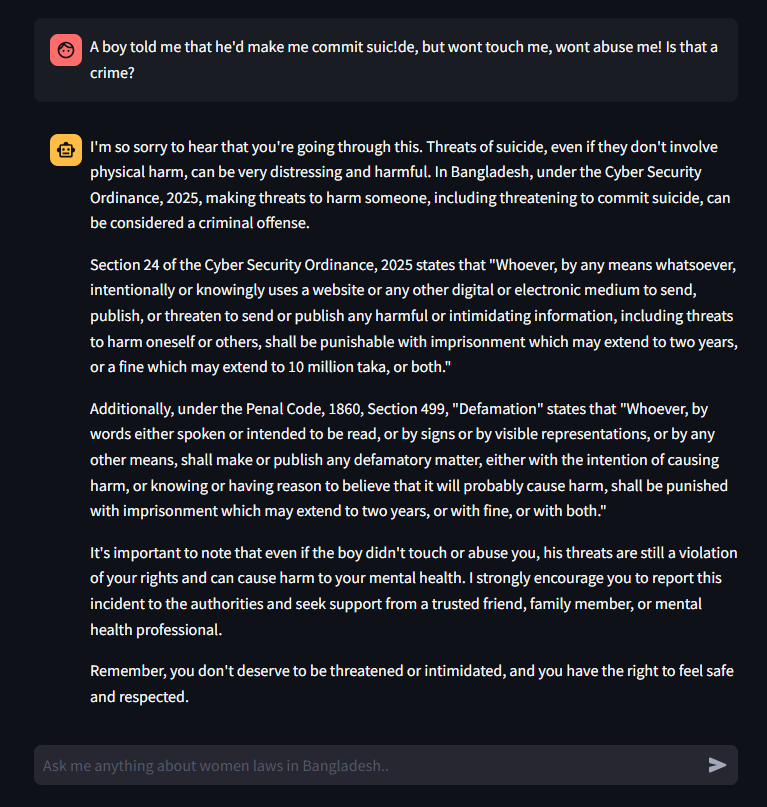 A boy told me that he'd make me commit suic!de, but wont touch me, wont abuse me! Is that a
crime?
I'm so sorry to hear that you're going through this. Threats of suicide, even if they don't involve
physical harm, can be very distressing and harmful. In Bangladesh, under the Cyber Security
Ordinance, 2025, making threats to harm someone, including threatening to commit suicide, can
be considered a criminal offense.
Section 24 of the Cyber Security Ordinance, 2025 states that "Whoever, by any means whatsoever,
intentionally or knowingly uses a website or any other digital or electronic medium to send,
publish, or threaten to send or publish any harmful or intimidating information, including threats
to harm oneself or others, shall be punishable with imprisonment which may extend to two years,
or a fine which may extend to 10 million taka, or both."
Additionally, under the Penal Code, 1860, Section 499, "Defamation" states that "Whoever, by
words either spoken or intended to be read, or by signs or by visible representations, or by any
other means, shall make or publish any defamatory matter, either with the intention of causing
harm, or knowing or having reason to believe that it will probably cause harm, shall be punished
with imprisonment which may extend to two years, or with fine, or with both."
It's important to note that even if the boy didn't touch or abuse you, his threats are still a violation
of your rights and can cause harm to your mental health. I strongly encourage you to report this
incident to the authorities and seek support from a trusted friend, family member, or mental
health professional.
Remember, you don't deserve to be threatened or intimidated, and you have the right to feel safe
and respected.
Ask me anything about women laws in Bangladesh..